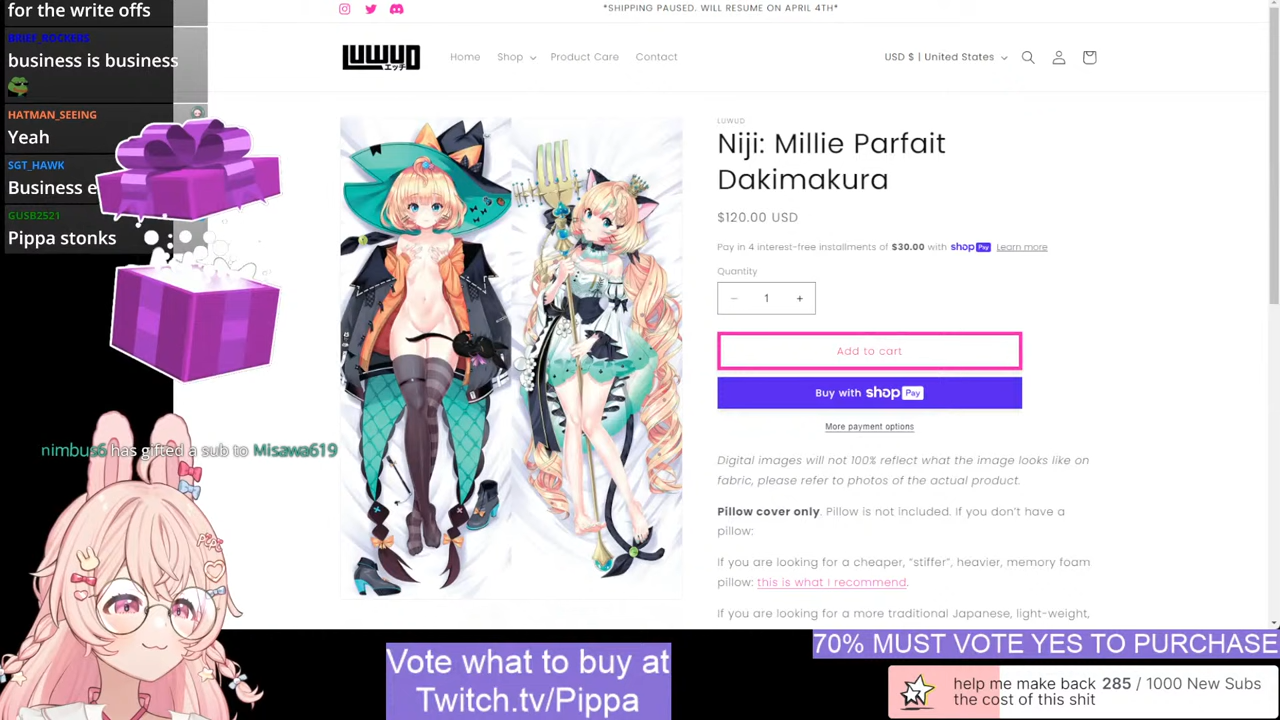 for the write offs
BRIEF_ROCKERS
business is business
HATMAN_SEEING
Yeah
SGT_HAWK
Business e
GUSB2521
Pippa stonks
nimbus6 has gifted a sub to Misawa619
*SHIPPING PAUSED. WILL RESUME ON APRIL 4TH*
LUWUD
エッチ
Home
Shop
Product Care
Contact
USD $ | United States
LUWUD
Niji: Millie Parfait
Dakimakura
$120.00 USD
Pay in 4 interest-free installments of $30.00 with shop Pay Learn more
Quantity
− 1 +
Add to cart
Buy with shop Pay
More payment options
Digital images will not 100% reflect what the image looks like on
fabric, please refer to photos of the actual product.
Pillow cover only. Pillow is not included. If you don't have a
pillow:
If you are looking for a cheaper, "stiffer", heavier, memory foam
pillow: this is what I recommend.
If you are looking for a more traditional Japanese, light-weight,
Vote what to buy at
Twitch.tv/Pippa
70% MUST VOTE YES TO PURCHASE
help me make back 285 / 1000 New Subs
the cost of this shit